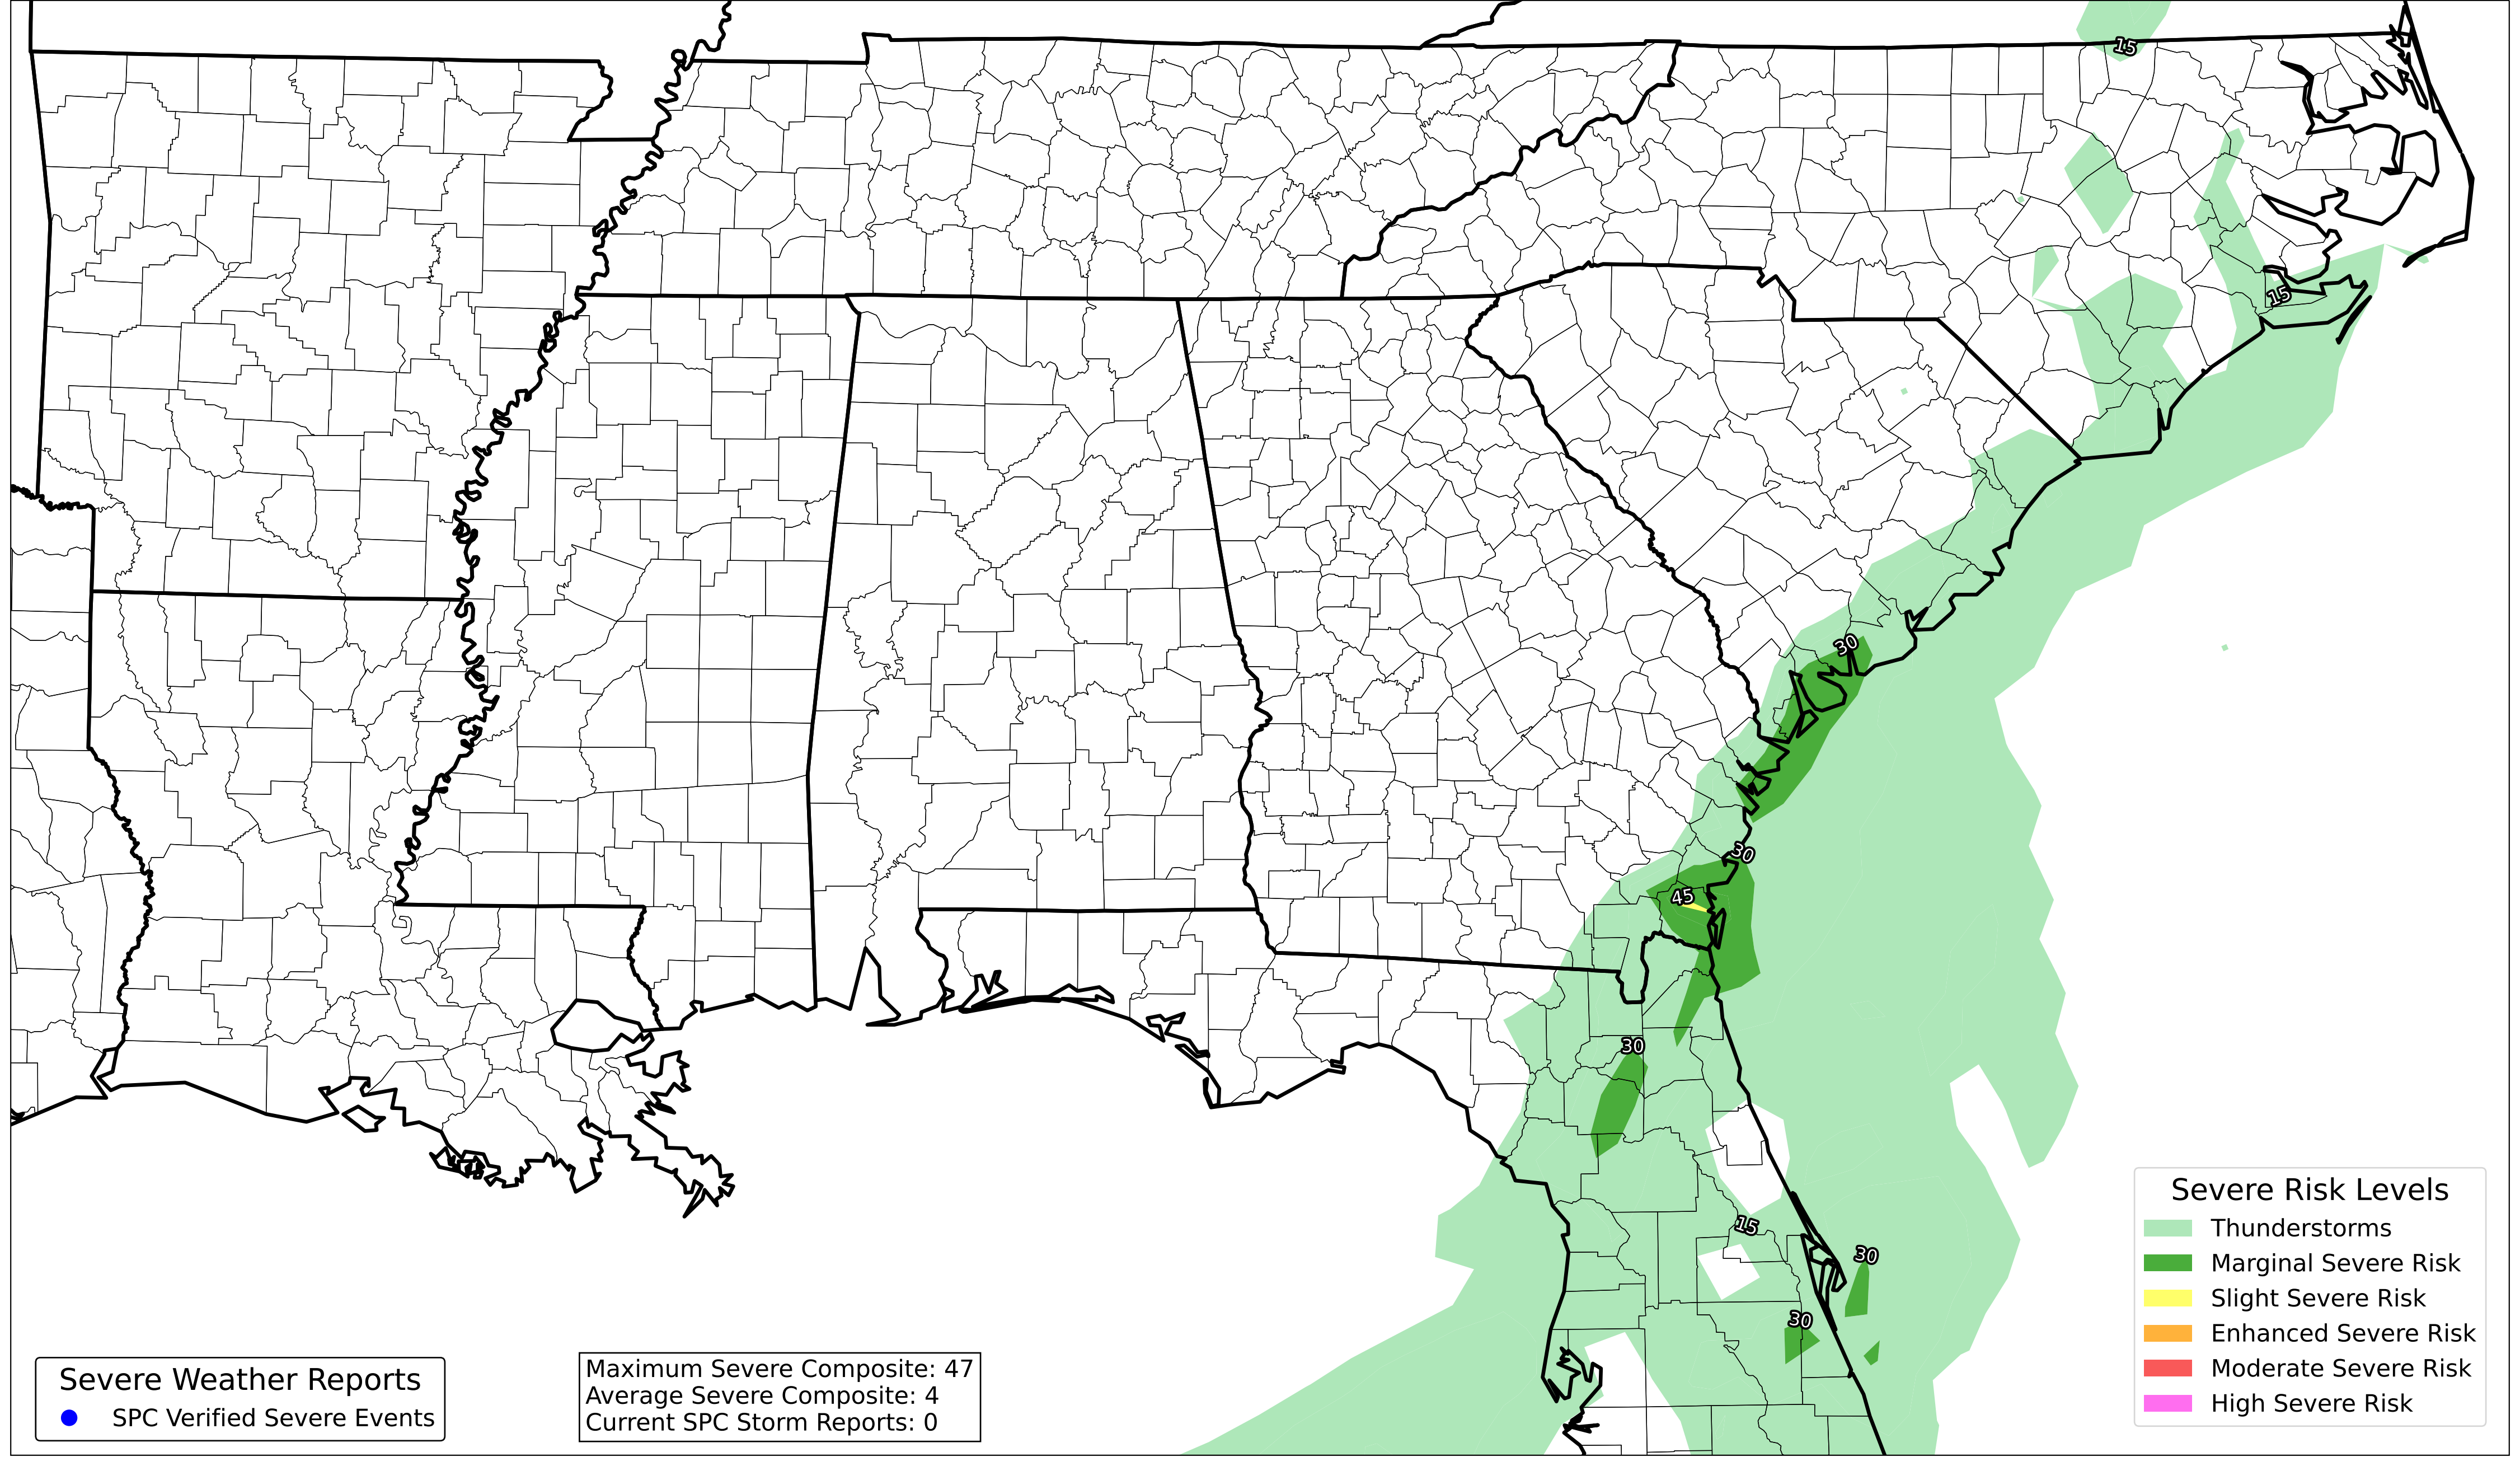 15
15
30
30
45
30
15
30
30
Severe Risk Levels
Thunderstorms
Marginal Severe Risk
Slight Severe Risk
Enhanced Severe Risk
Moderate Severe Risk
High Severe Risk
Severe Weather Reports
SPC Verified Severe Events
Maximum Severe Composite: 47
Average Severe Composite: 4
Current SPC Storm Reports: 0